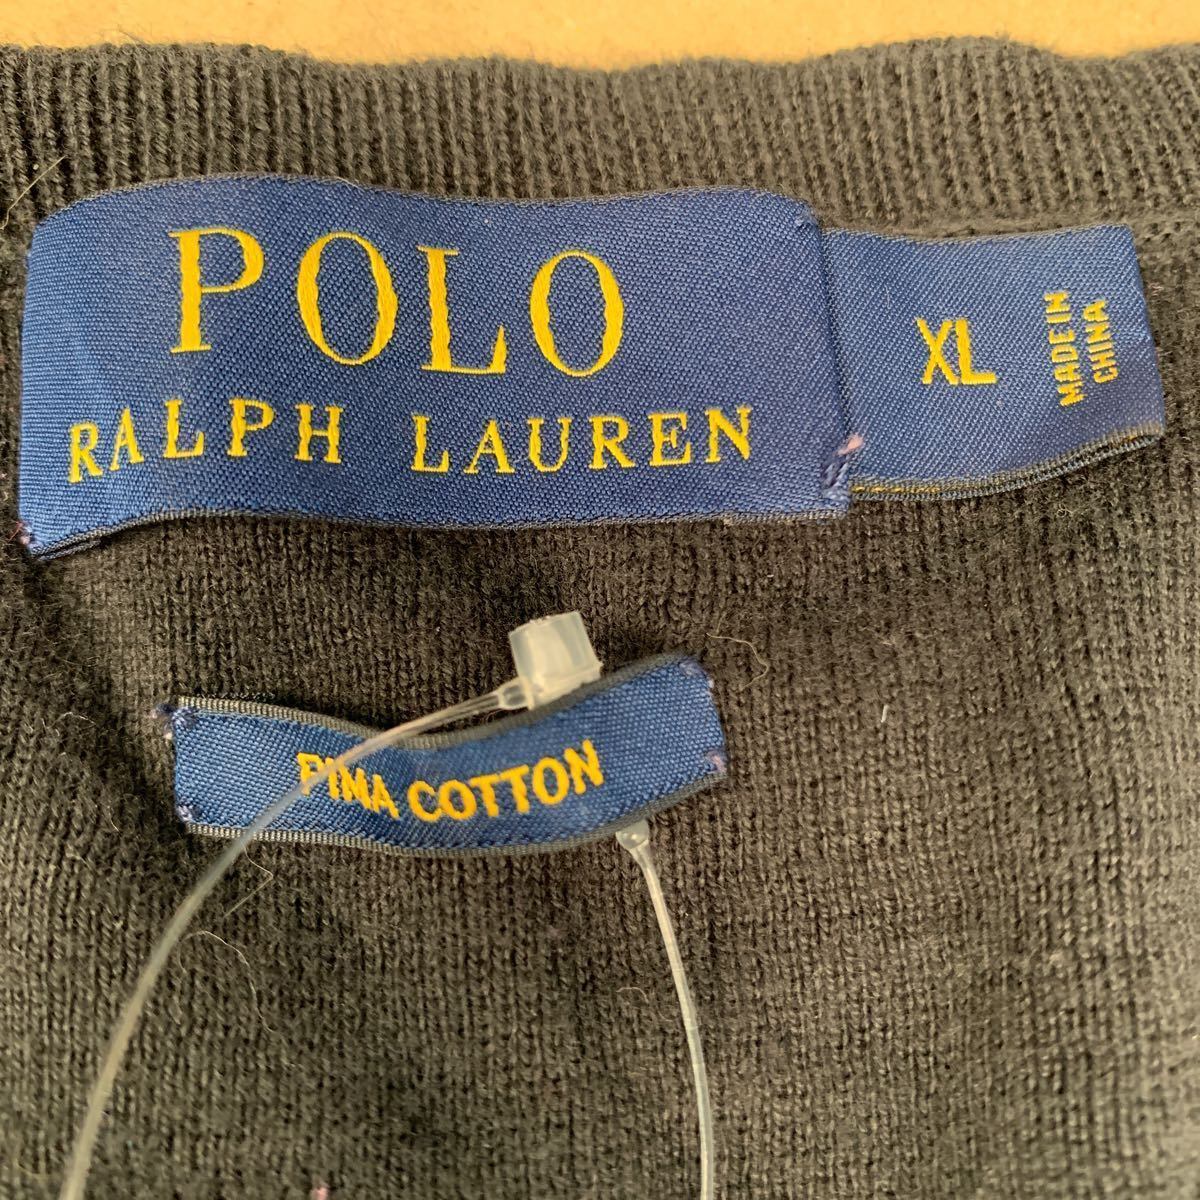 POLO
RALPH LAUREN
XL
MADE IN
CHINA
PIMA COTTON